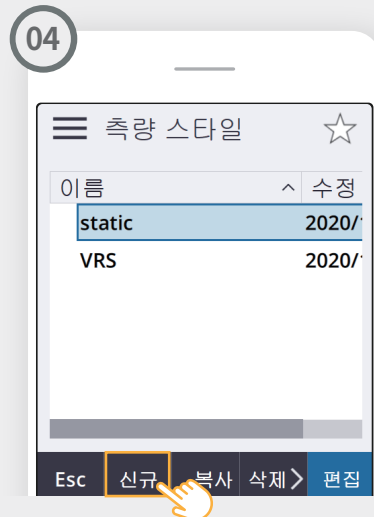 04
측량 스타일
이름 수정
static 2020/
VRS 2020/
Esc 신규 복사 삭제 편집